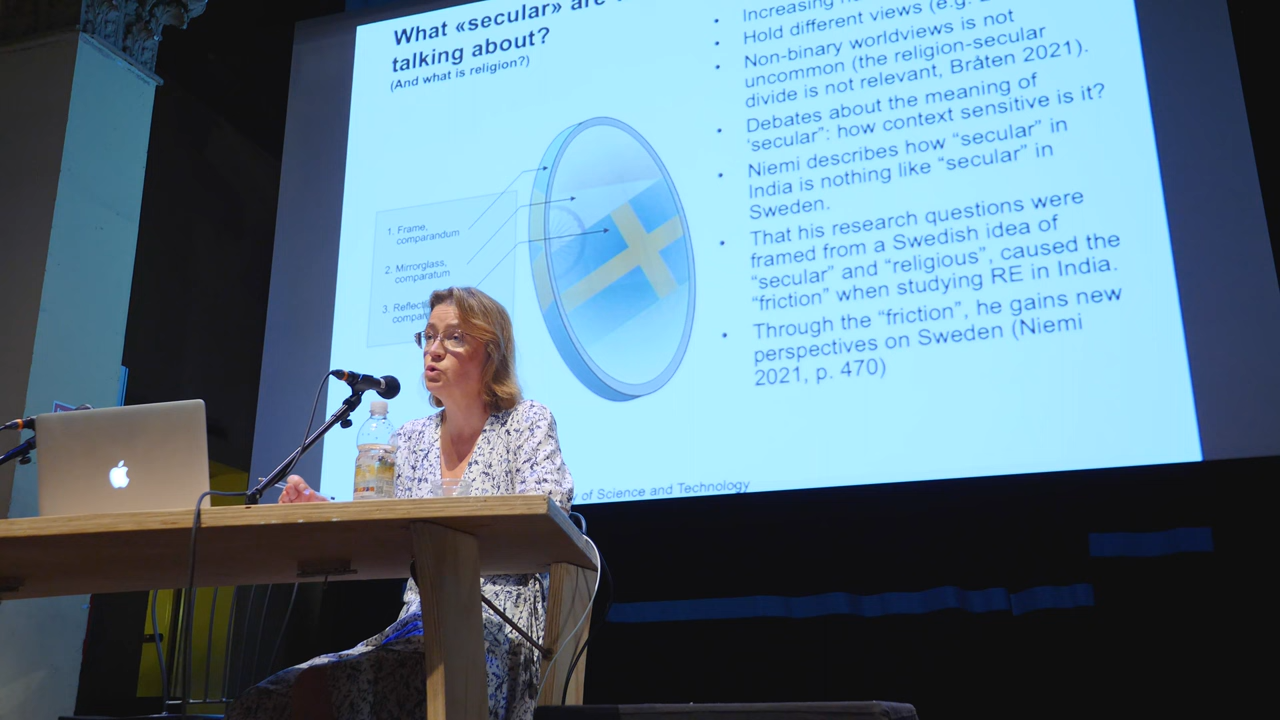 What «secular» are
talking about?
(And what is religion?)
1. Frame,
comparandum
2. Mirrorglass,
comparatum
3.
Increasing
Hold different views (e.g.
Non-binary worldviews is not
uncommon (the religion-secular
divide is not relevant, Bråten 2021).
Debates about the meaning of
'secular”: how context sensitive is it?
Niemi describes how “secular” in
India is nothing like “secular” in
Sweden.
That his research questions were
framed from a Swedish idea of
“secular” and “religious”, caused the
“friction” when studying RE in India.
Through the “friction”, he gains new
perspectives on Sweden (Niemi
2021, p. 470)
of Science and Technology